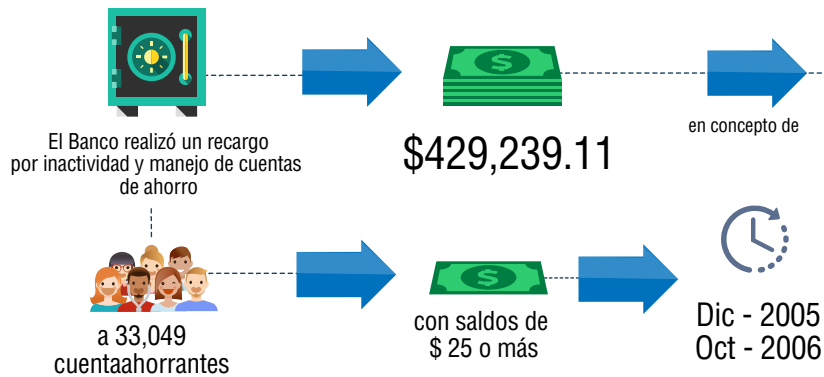 El Banco realizó un recargo
por inactividad y manejo de cuentas
de ahorro
$
$429,239.11
en concepto de
a 33,049
cuentaahorrantes
$
con saldos de
$ 25 o más
Dic - 2005
Oct - 2006